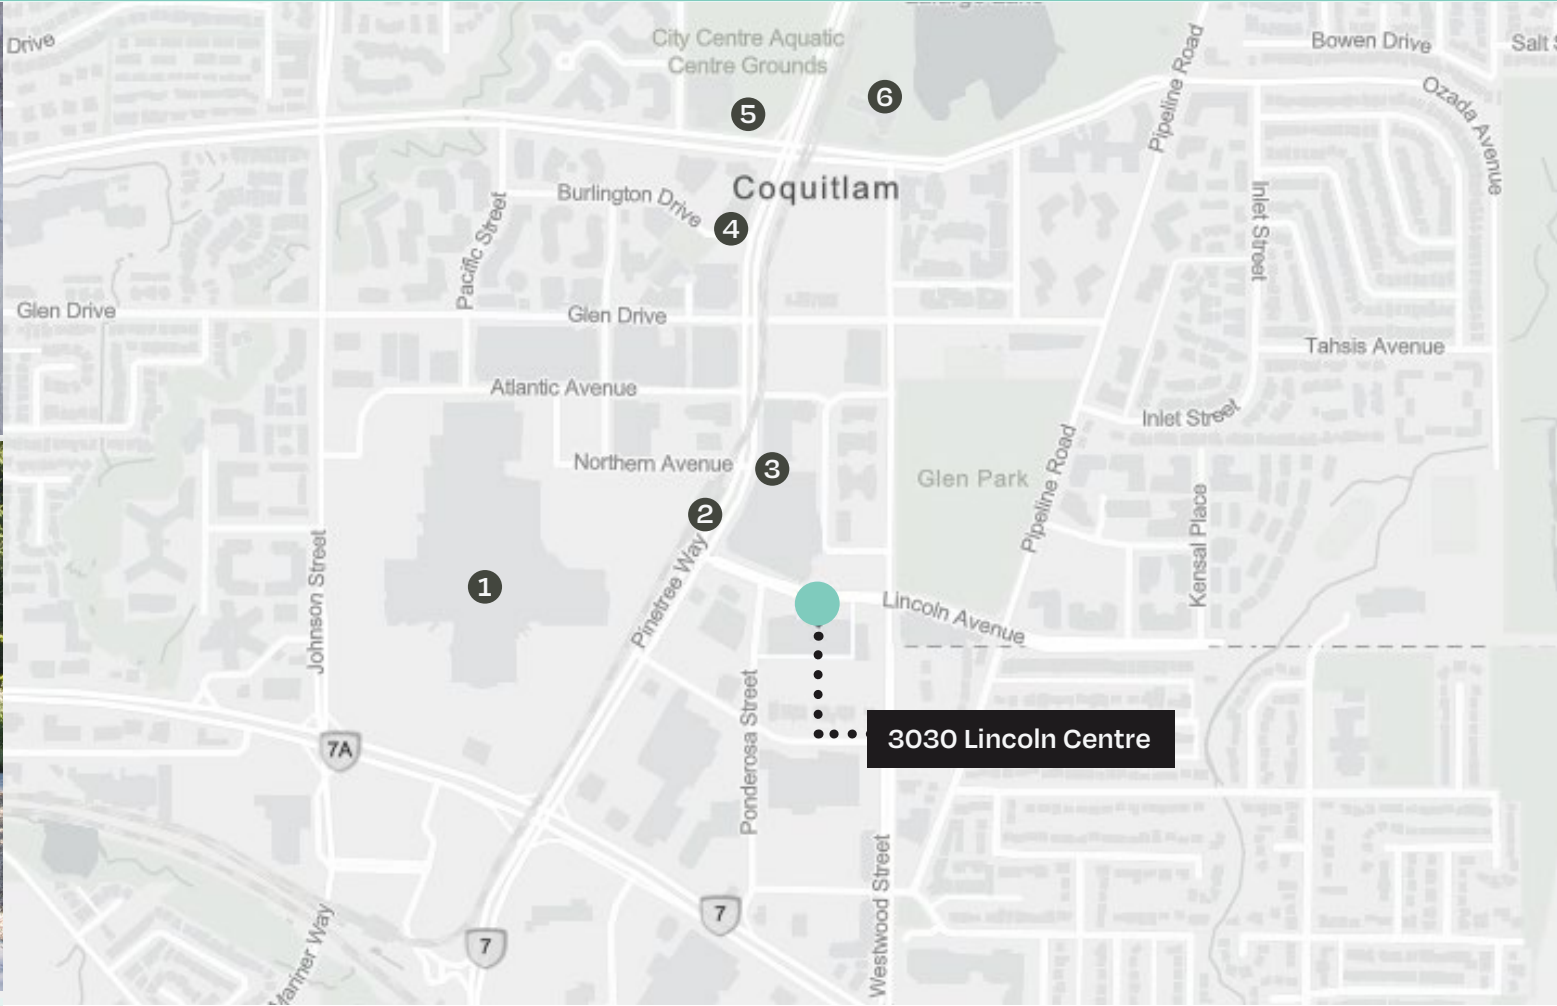 Drive
City Centre Aquatic
Centre Grounds
Bowen Drive
Salt
Ozada Avenue
Pipeline Road
5
6
Coquitlam
Burlington Drive
4
Pacific Street
Inlet Street
Glen Drive
Glen Drive
Tahsis Avenue
Atlantic Avenue
Inlet Street
Northern Avenue
3
Glen Park
Pipeline Road
2
Kensal Place
1
Pinetree Way
Johnson Street
Lincoln Avenue
3030 Lincoln Centre
7A
Ponderosa Street
Westwood Street
7
7
Mariner Way